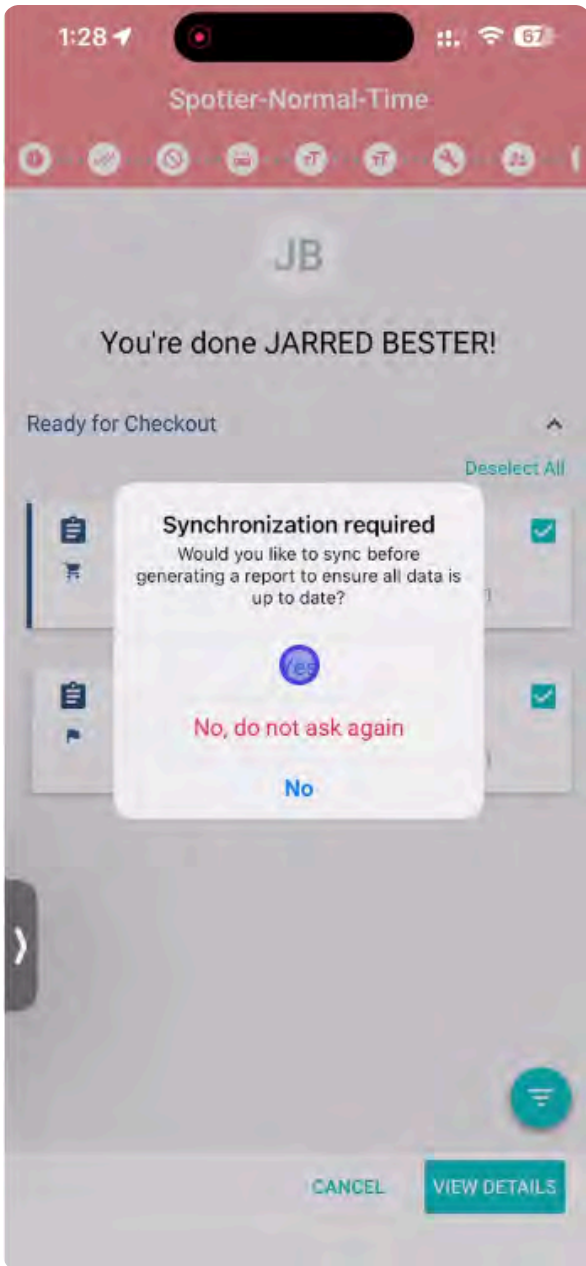 1:28
67
Spotter-Normal-Time
JB
You're done JARRED BESTER!
Ready for Checkout
Deselect All
Synchronization required
Would you like to sync before
generating a report to ensure all data is
up to date?
Yes
No, do not ask again
No
CANCEL
VIEW DETAILS